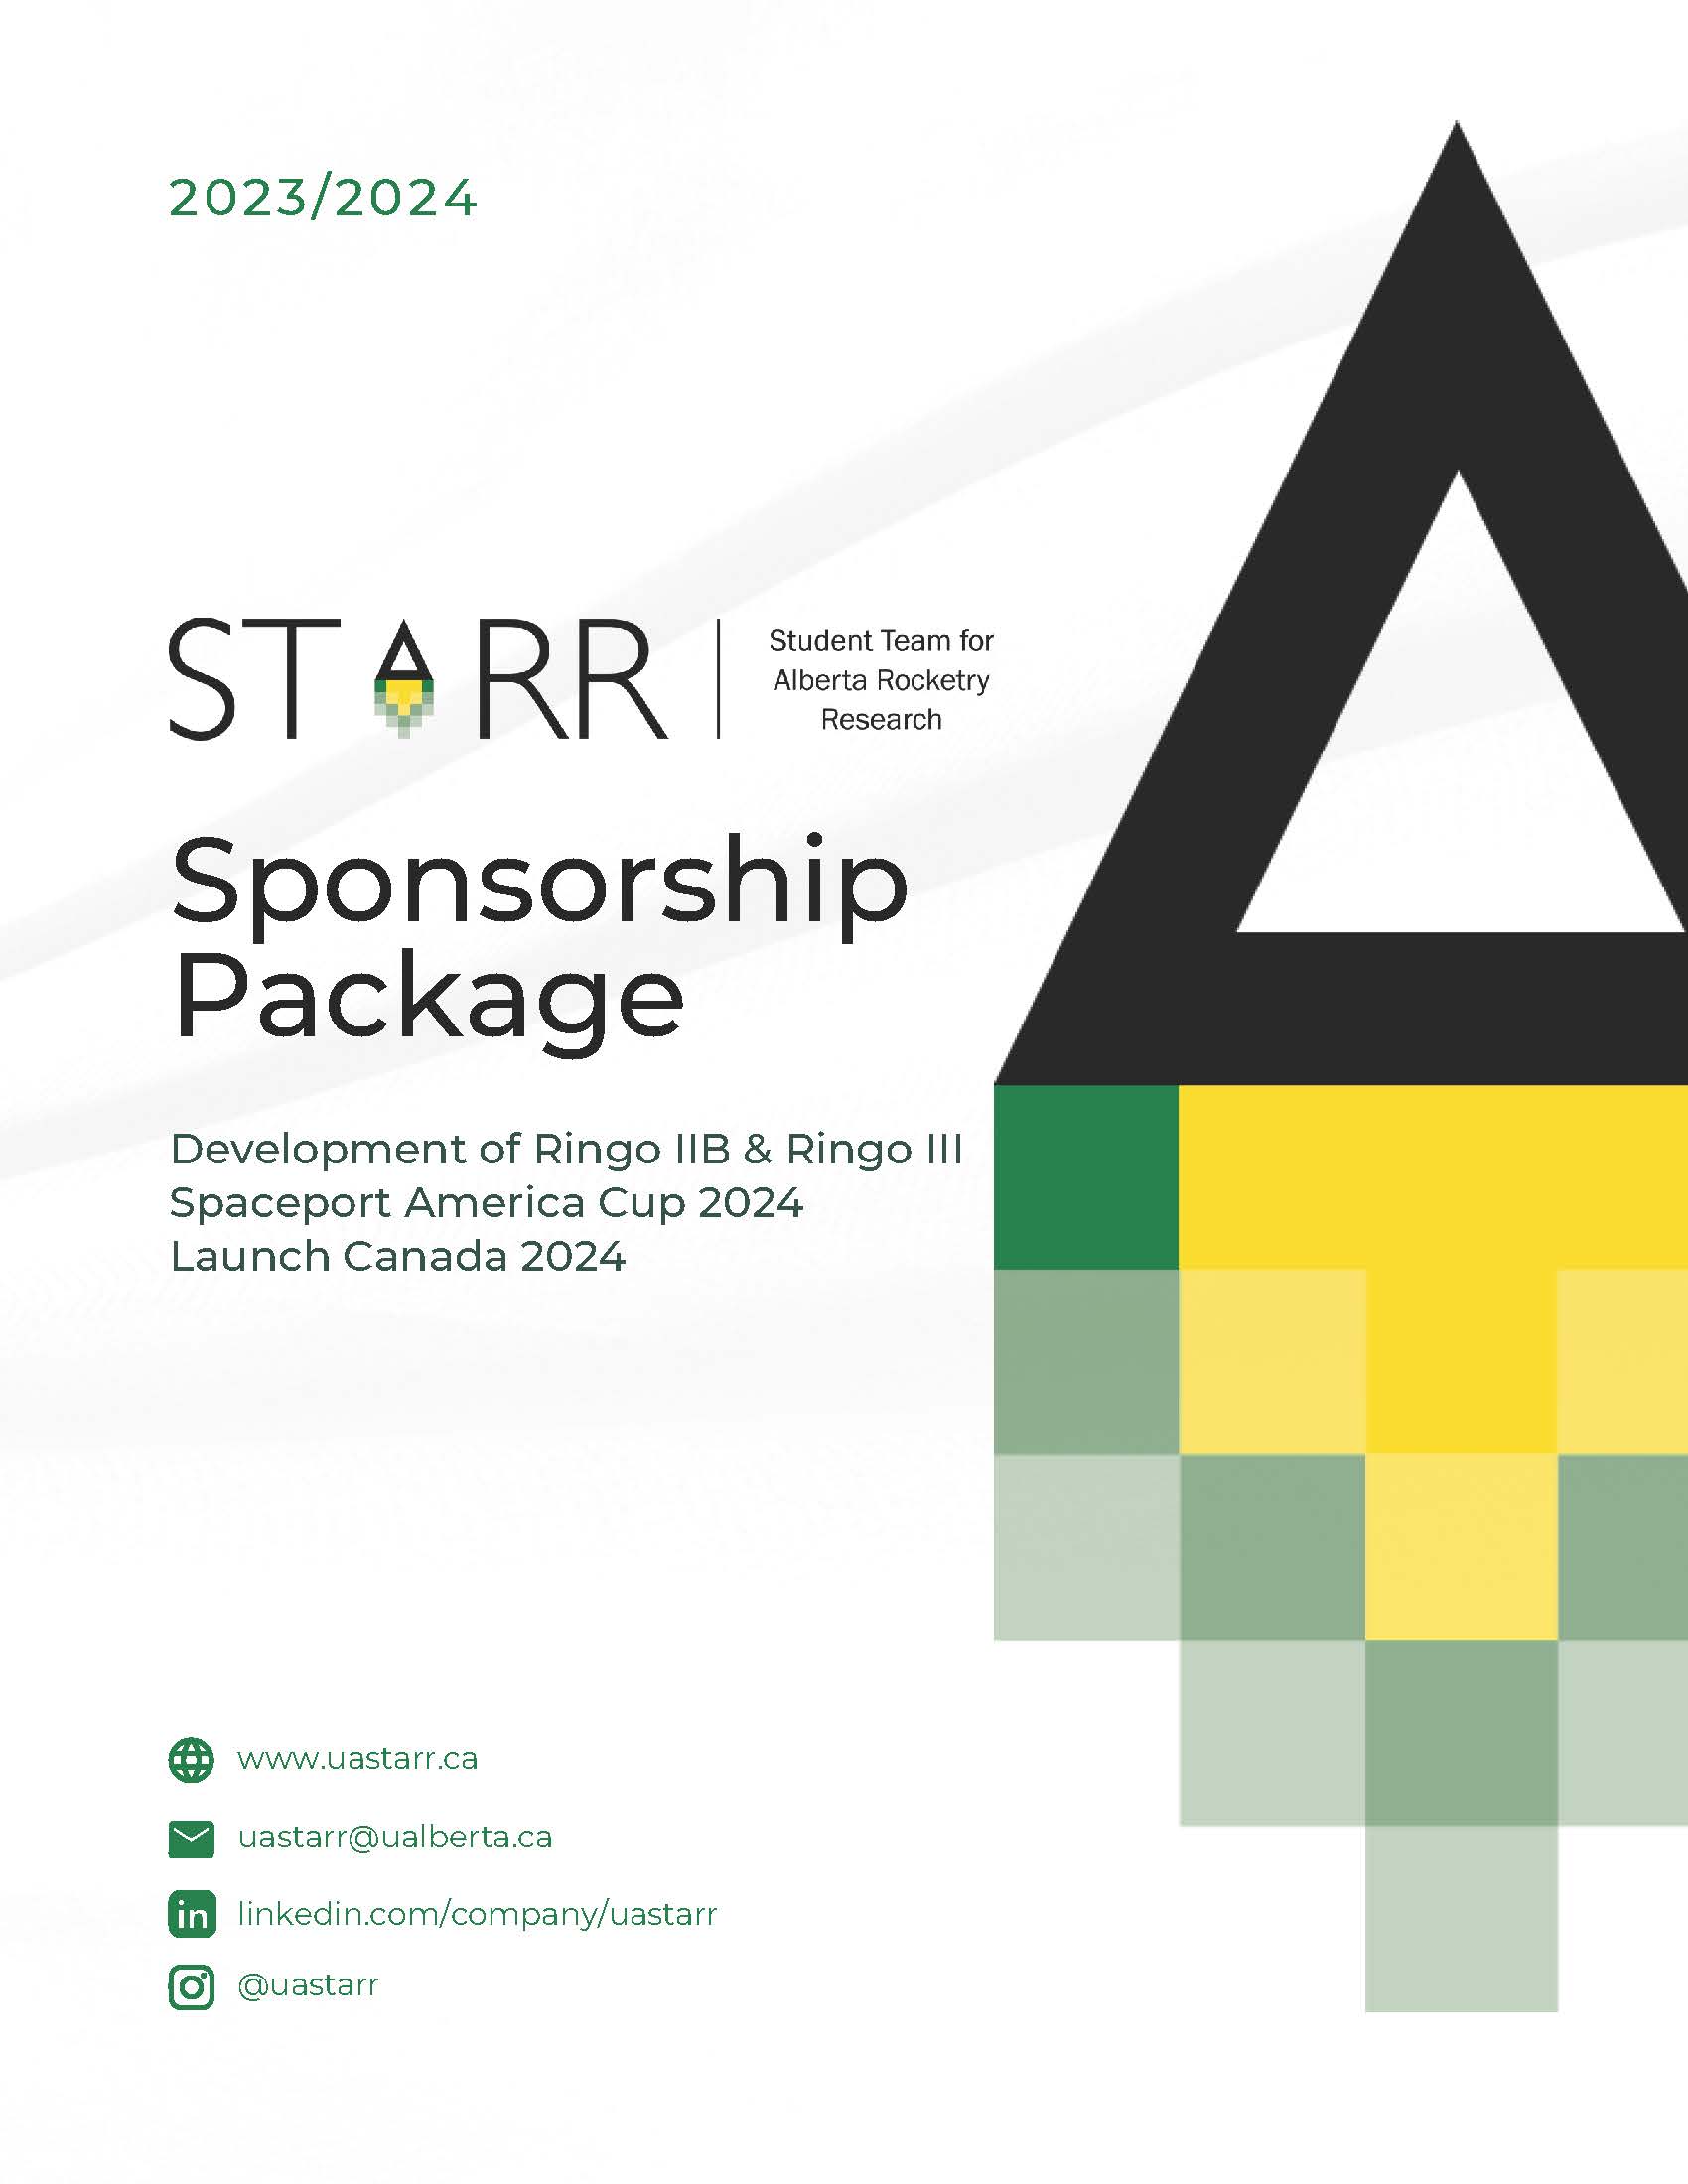 2023/2024
STARR
Student Team for
Alberta Rocketry
Research
Sponsorship
Package
Development of Ringo IIB & Ringo III
Spaceport America Cup 2024
Launch Canada 2024
www.uastarr.ca
uastarr@ualberta.ca
in linkedin.com/company/uastarr
@uastarr